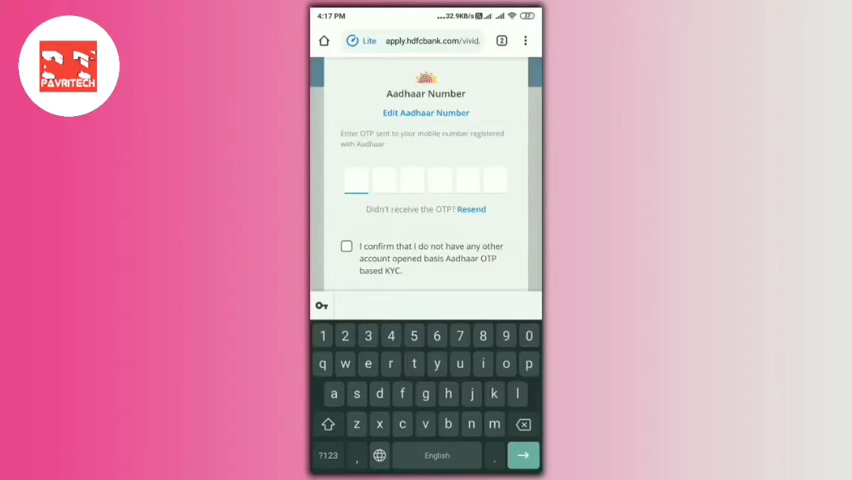 4:17 PM
...32.9KB/s
27
Lite apply.hdfcbank.com/vivid.
2
PAVRITECH
Aadhaar Number
Edit Aadhaar Number
Enter OTP sent to your mobile number registered
with Aadhaar
Didn't receive the OTP? Resend
I confirm that I do not have any other
account opened basis Aadhaar OTP
based KYC.
1 2 3 4 5 6 7 8 9 0
q w e r t y u i o p
a s d f g h j k l
z x c v b n m
?123 , English .